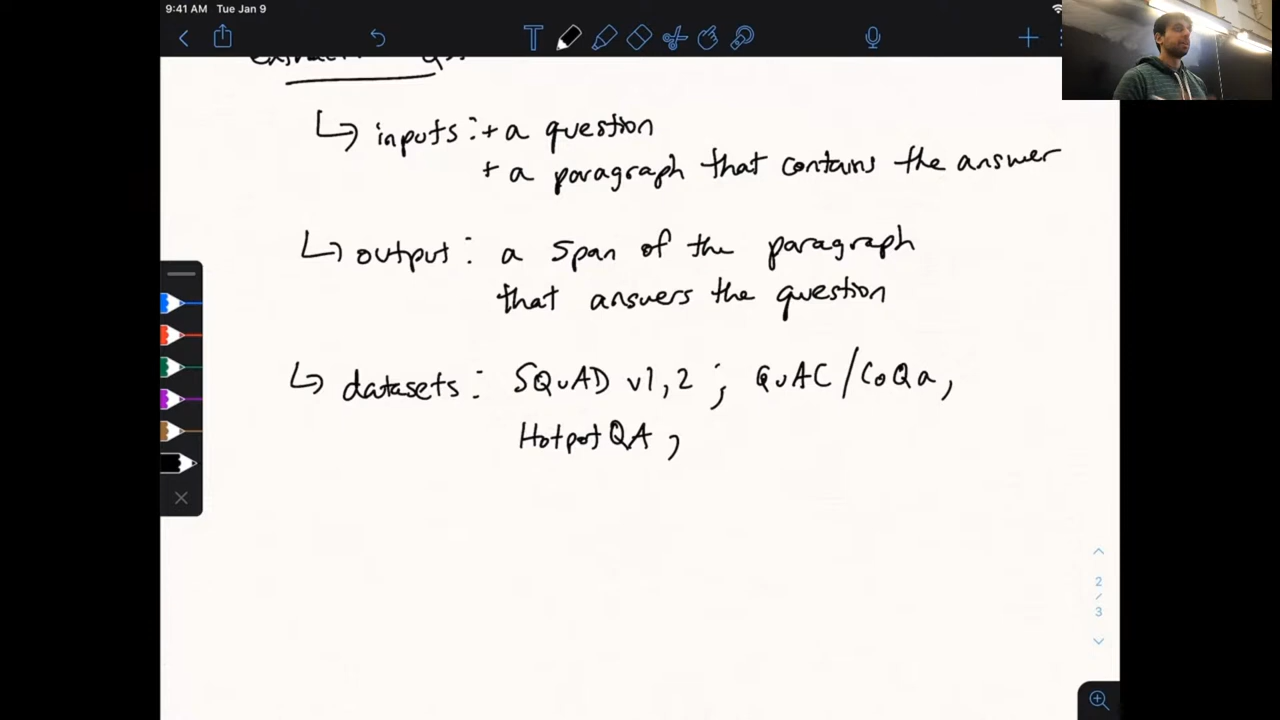 9:41 AM Tue Jan 9
↳ inputs: + a question
+ a paragraph that contains the answer
↳ output: a span of the paragraph
that answers the question
↳ datasets: SQuAD v1,2 ; QuAC/CoQa,
HotpotQA,
2
/
3